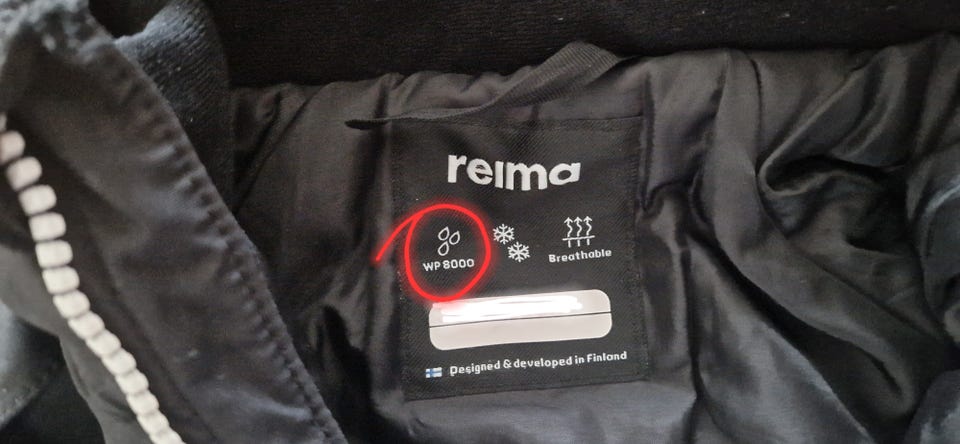 reima
WP 8000
Breathable
Designed & developed in Finland